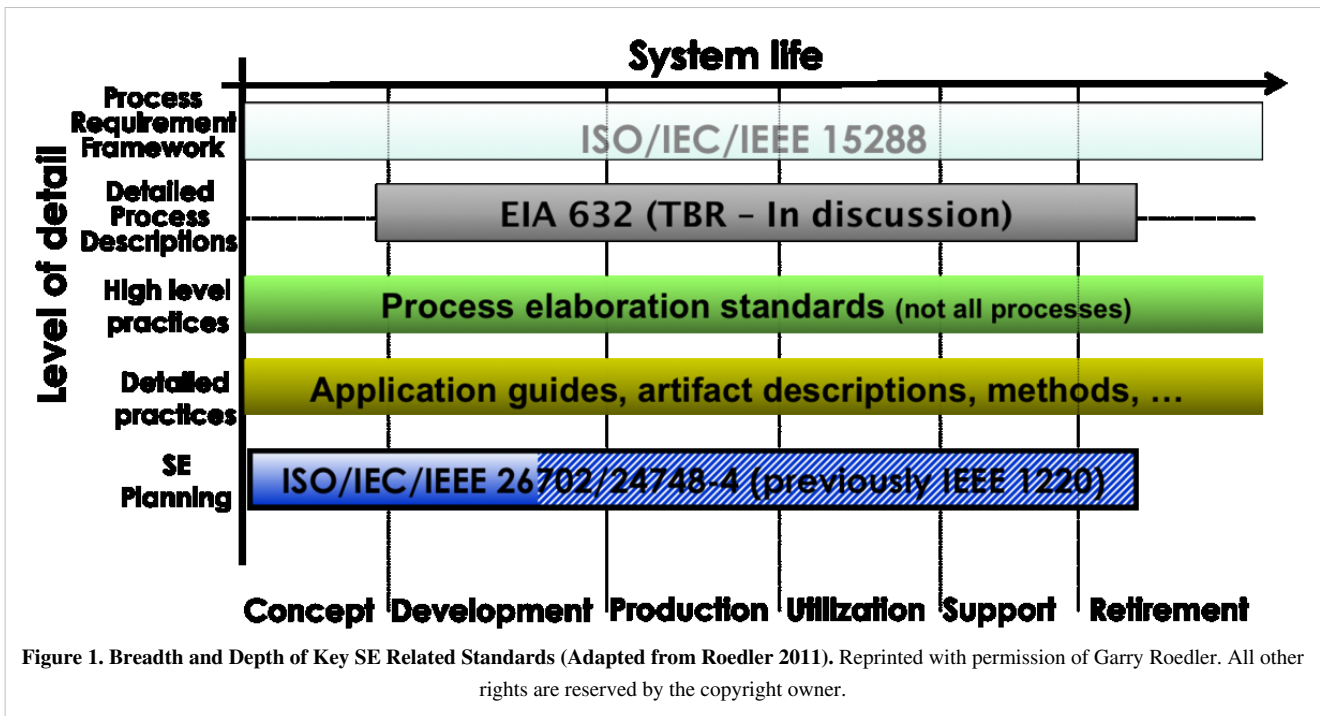 System life
Level of detail
Process
Requirement
Framework
ISO/IEC/IEEE 15288
Detailed
Process
Descriptions
EIA 632 (TBR – In discussion)
High level
practices
Process elaboration standards (not all processes)
Detailed
practices
Application guides, artifact descriptions, methods, …
SE
Planning
ISO/IEC/IEEE 26702/24748-4 (previously IEEE 1220)
Concept Development Production Utilization Support Retirement
Figure 1. Breadth and Depth of Key SE Related Standards (Adapted from Roedler 2011). Reprinted with permission of Garry Roedler. All other
rights are reserved by the copyright owner.